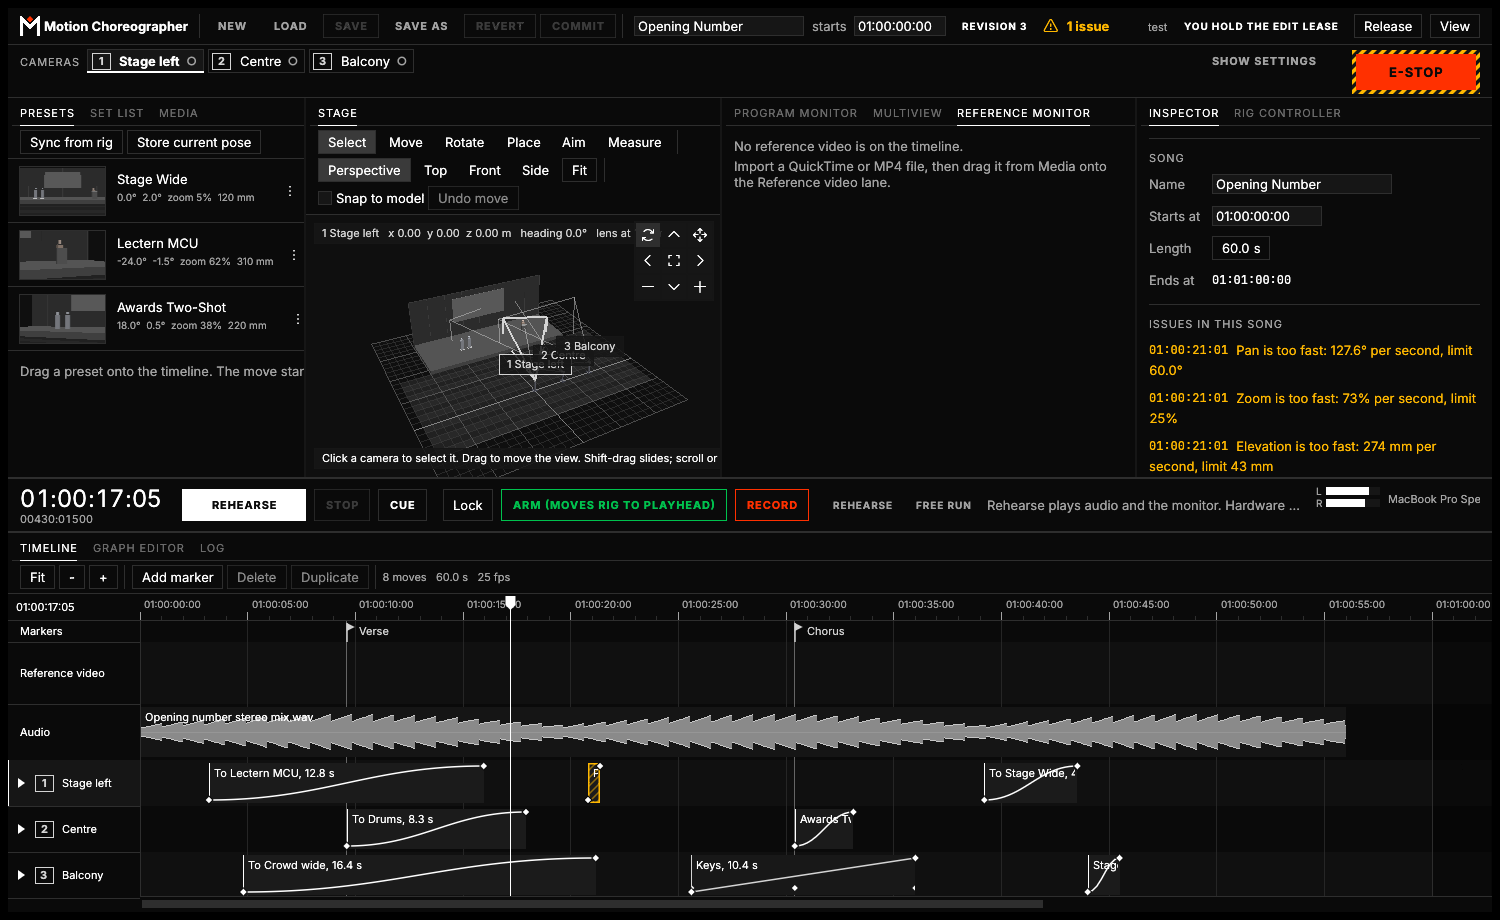 Motion Choreographer NEW LOAD SAVE SAVE AS REVERT COMMIT Opening Number starts 01:00:00:00 REVISION 3 1 issue test YOU HOLD THE EDIT LEASE Release View
CAMERAS 1 Stage left 2 Centre 3 Balcony SHOW SETTINGS E-STOP
PRESETS SET LIST MEDIA
Sync from rig Store current pose
Stage Wide
0.0° 2.0° zoom 5% 120 mm
Lectern MCU
-24.0° -1.5° zoom 62% 310 mm
Awards Two-Shot
18.0° 0.5° zoom 38% 220 mm
Drag a preset onto the timeline. The move star
STAGE
Select Move Rotate Place Aim Measure
Perspective Top Front Side Fit
Snap to model Undo move
1 Stage left x 0.00 y 0.00 z 0.00 m heading 0.0° lens at
3 Balcony
2 Centre
1 Stage left
Click a camera to select it. Drag to move the view. Shift-drag slides; scroll or
PROGRAM MONITOR MULTIVIEW REFERENCE MONITOR
No reference video is on the timeline.
Import a QuickTime or MP4 file, then drag it from Media onto
the Reference video lane.
INSPECTOR RIG CONTROLLER
SONG
Name Opening Number
Starts at 01:00:00:00
Length 60.0 s
Ends at 01:01:00:00
ISSUES IN THIS SONG
01:00:21:01 Pan is too fast: 127.6° per second, limit
60.0°
01:00:21:01 Zoom is too fast: 73% per second, limit
25%
01:00:21:01 Elevation is too fast: 274 mm per
second, limit 43 mm
01:00:17:05
00430:01500
REHEARSE STOP CUE Lock ARM (MOVES RIG TO PLAYHEAD) RECORD REHEARSE FREE RUN Rehearse plays audio and the monitor. Hardware ... L R MacBook Pro Spe
TIMELINE GRAPH EDITOR LOG
Fit - + Add marker Delete Duplicate 8 moves 60.0 s 25 fps
01:00:17:05 01:00:00:00 01:00:05:00 01:00:10:00 01:00:15:00 01:00:20:00 01:00:25:00 01:00:30:00 01:00:35:00 01:00:40:00 01:00:45:00 01:00:50:00 01:00:55:00 01:01:00:00
Markers Verse Chorus
Reference video
Opening number stereo mix.wav
Audio
To Lectern MCU, 12.8 s To Stage Wide, 4
1 Stage left
To Drums, 8.3 s Awards Tw
2 Centre
To Crowd wide, 16.4 s Keys, 10.4 s Stag
3 Balcony